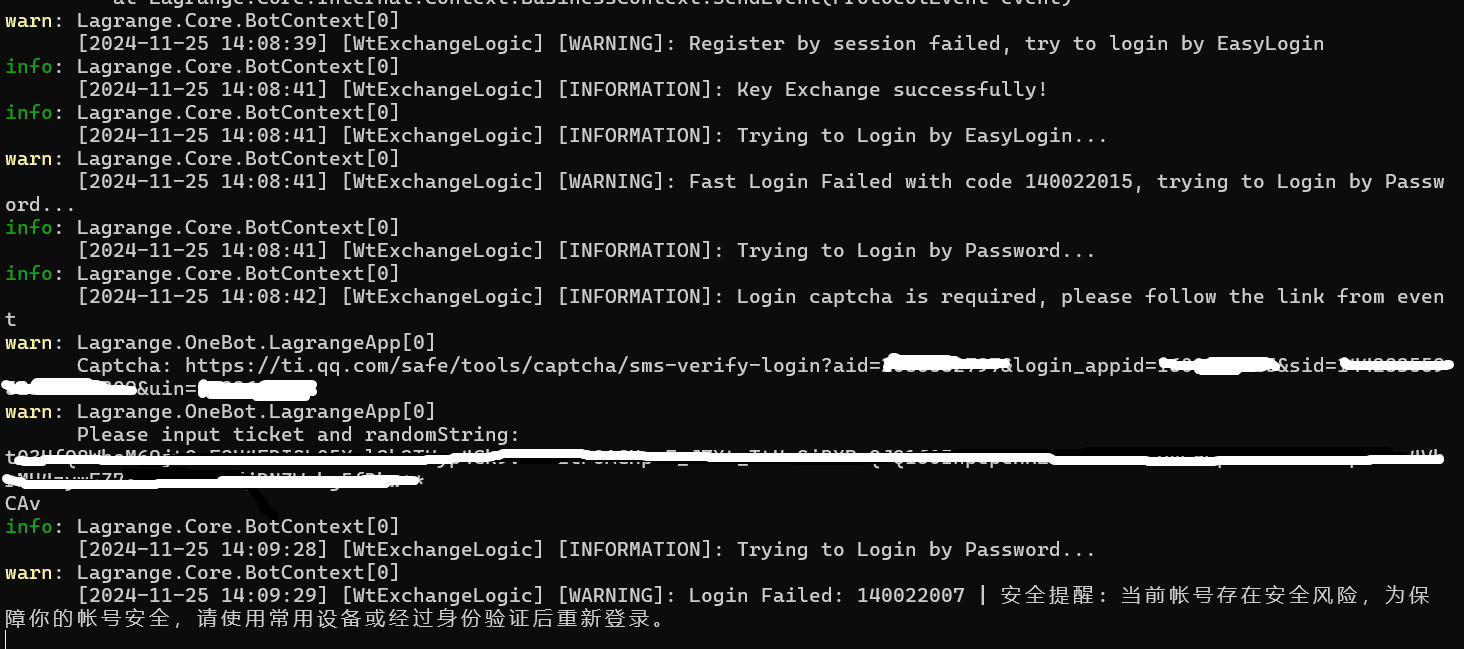 at Lagrange.Core.Internal.Context.BusinessContext.SendEvent(ProtocolEvent event)
warn: Lagrange.Core.BotContext[0]
[2024-11-25 14:08:39] [WtExchangeLogic] [WARNING]: Register by session failed, try to login by EasyLogin
info: Lagrange.Core.BotContext[0]
[2024-11-25 14:08:41] [WtExchangeLogic] [INFORMATION]: Key Exchange successfully!
info: Lagrange.Core.BotContext[0]
[2024-11-25 14:08:41] [WtExchangeLogic] [INFORMATION]: Trying to Login by EasyLogin...
warn: Lagrange.Core.BotContext[0]
[2024-11-25 14:08:41] [WtExchangeLogic] [WARNING]: Fast Login Failed with code 140022015, trying to Login by Passw
ord...
info: Lagrange.Core.BotContext[0]
[2024-11-25 14:08:41] [WtExchangeLogic] [INFORMATION]: Trying to Login by Password...
info: Lagrange.Core.BotContext[0]
[2024-11-25 14:08:42] [WtExchangeLogic] [INFORMATION]: Login captcha is required, please follow the link from even
t
warn: Lagrange.OneBot.LagrangeApp[0]
Captcha: https://ti.qq.com/safe/tools/captcha/sms-verify-login?aid= &login_appid= &sid=
&uin=
warn: Lagrange.OneBot.LagrangeApp[0]
Please input ticket and randomString:
CAv
info: Lagrange.Core.BotContext[0]
[2024-11-25 14:09:28] [WtExchangeLogic] [INFORMATION]: Trying to Login by Password...
warn: Lagrange.Core.BotContext[0]
[2024-11-25 14:09:29] [WtExchangeLogic] [WARNING]: Login Failed: 140022007 | 安全提醒：当前帐号存在安全风险，为保
障你的帐号安全，请使用常用设备或经过身份验证后重新登录。